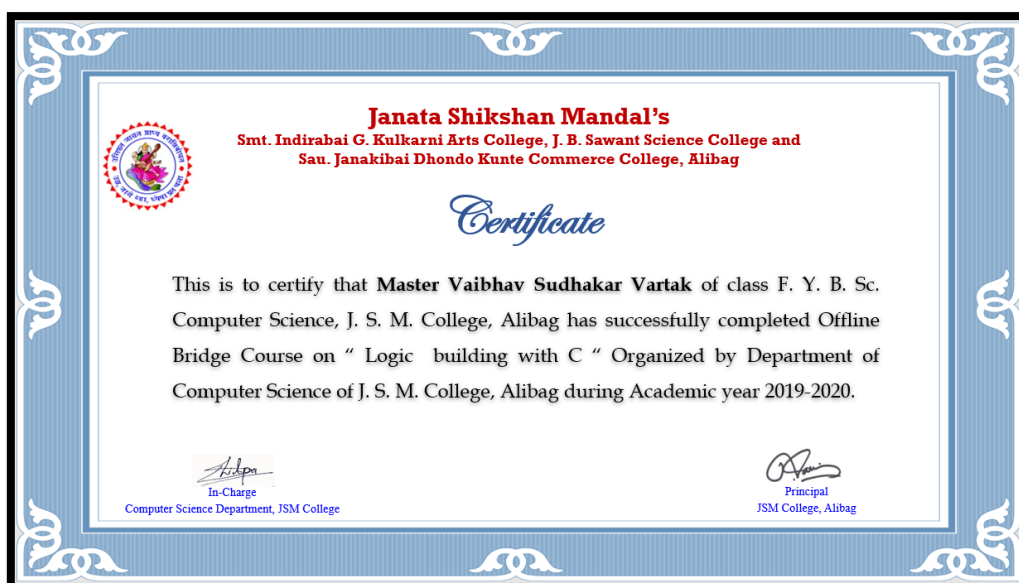 Janata Shikshan Mandal's
Smt. Indirabai G. Kulkarni Arts College, J. B. Sawant Science College and
Sau. Janakibai Dhondo Kunte Commerce College, Alibag
Certificate
This is to certify that Master Vaibhav Sudhakar Vartak of class F. Y. B. Sc.
Computer Science, J. S. M. College, Alibag has successfully completed Offline
Bridge Course on “ Logic building with C “ Organized by Department of
Computer Science of J. S. M. College, Alibag during Academic year 2019-2020.
In-Charge
Computer Science Department, JSM College
Principal
JSM College, Alibag